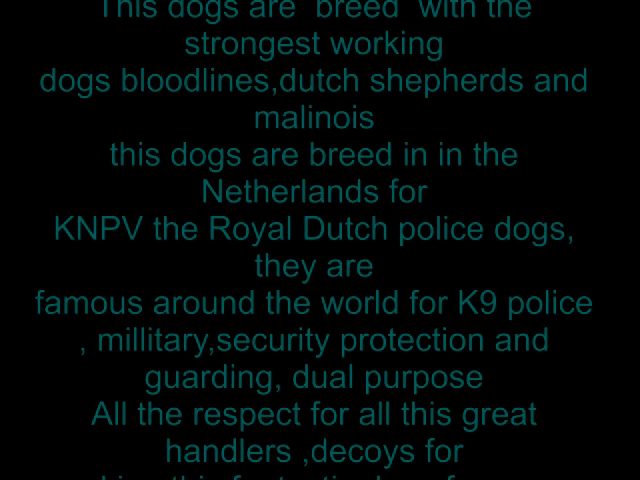 This dogs are  breed  with the
strongest working
dogs bloodlines,dutch shepherds and
malinois
this dogs are breed in in the
Netherlands for
KNPV the Royal Dutch police dogs,
they are
famous around the world for K9 police
, millitary,security protection and
guarding, dual purpose
All the respect for all this great
handlers ,decoys for